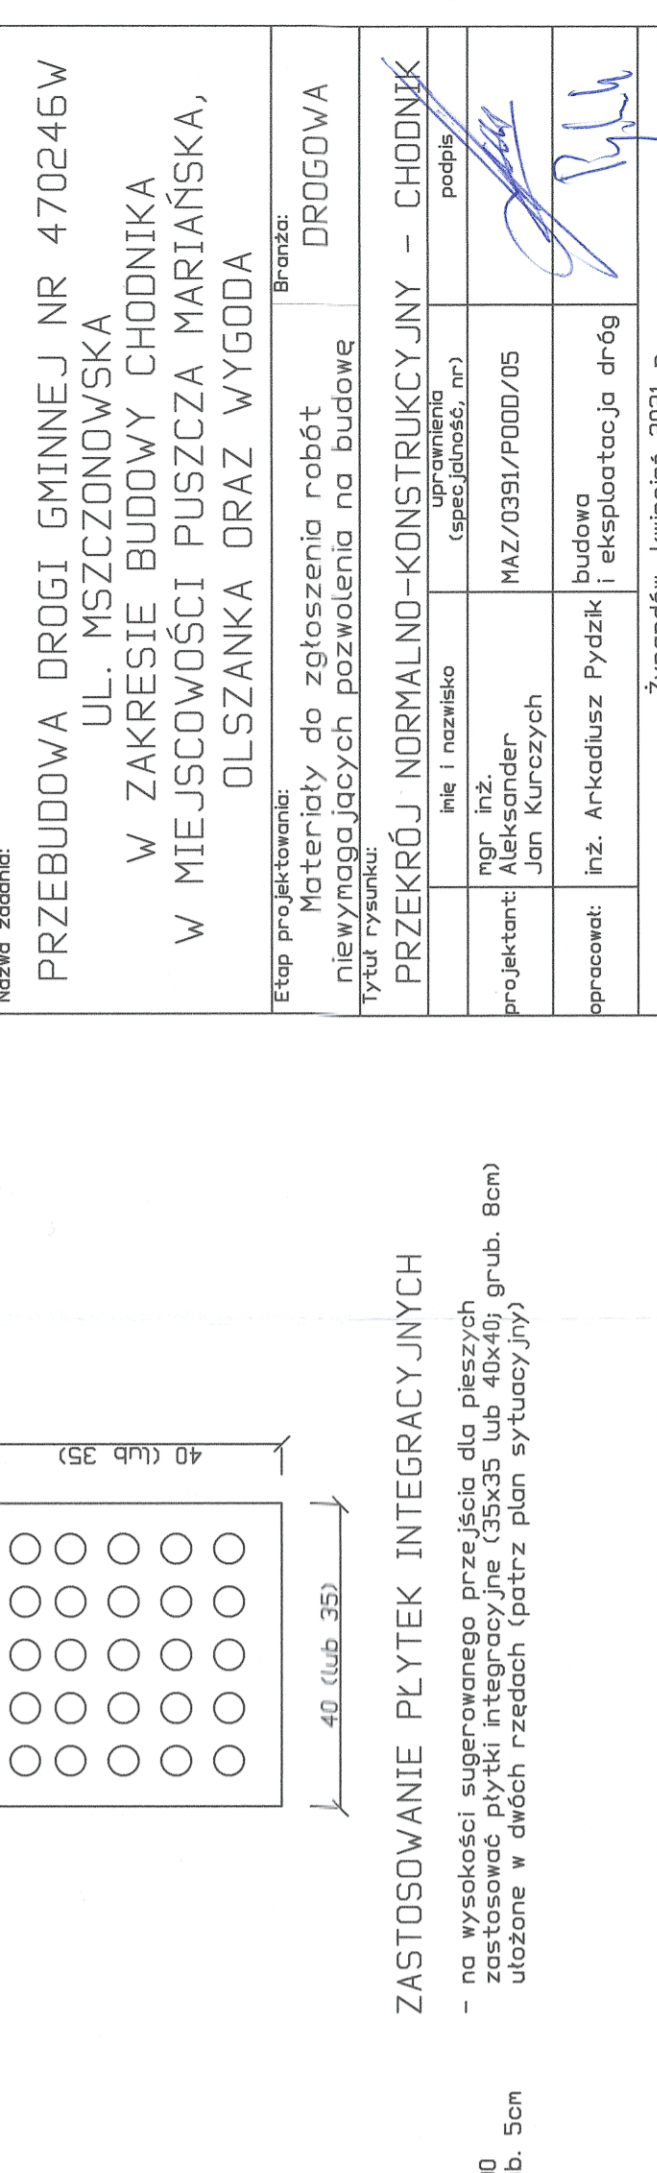 Nazwa zadania:
PRZEBUDOWA DROGI GMINNEJ NR 470246W
UL. MSZCZONOWSKA
W ZAKRESIE BUDOWY CHODNIKA
W MIEJSCOWOŚCI PUSZCZA MARIAŃSKA,
OLSZANKA ORAZ WYGODA
Etap projektowania:
Materiały do zgłoszenia robót
niewymagających pozwolenia na budowę
Branża:
DROGOWA
Tytuł rysunku:
PRZEKRÓJ NORMALNO-KONSTRUKCYJNY - CHODNIK
imię i nazwisko
uprawnienia
(specjalność, nr)
podpis
projektant:
mgr inż.
Aleksander
Jan Kurczych
MAZ/0391/POOD/05
opracował:
inż. Arkadiusz Pydzik
budowa
i eksploatacja dróg
Żyrardów, kwiecień 2021 r.
40 (lub 35)
40 (lub 35)
ZASTOSOWANIE PŁYTEK INTEGRACYJNYCH
- na wysokości sugerowanego przejścia dla pieszych
zastosować płytki integracyjne (35x35 lub 40x40; grub. 8cm)
ułożone w dwóch rzędach (patrz plan sytuacyjny)
b. 5cm